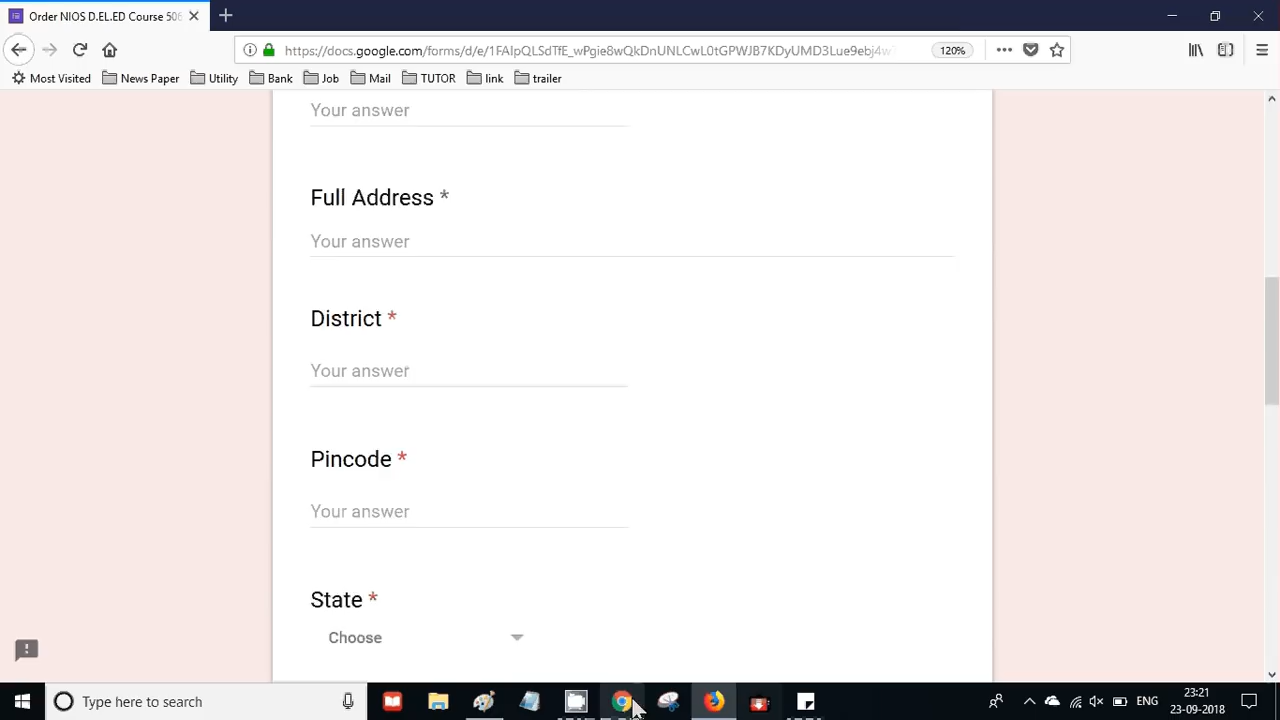 Order NIOS D.EL.ED Course 506
https://docs.google.com/forms/d/e/1FAIpQLSdTfE_wPgie8wQkDnUNLCwL0tGPWJB7KDyUMD3Lue9ebj4w
120%
Most Visited
News Paper
Utility
Bank
Job
Mail
TUTOR
link
trailer
Your answer
Full Address *
Your answer
District *
Your answer
Pincode *
Your answer
State *
Choose
Type here to search
ENG
23:21
23-09-2018